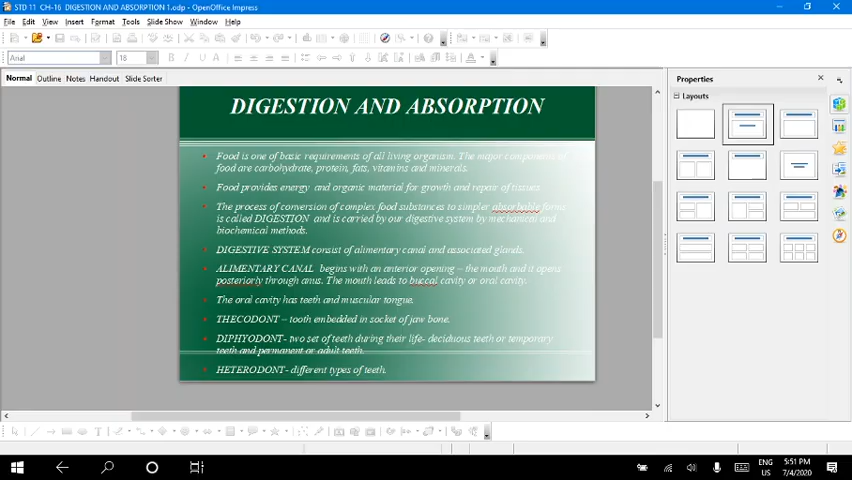 STD 11 CH-16 DIGESTION AND ABSORPTION 1.odp - OpenOffice Impress
File Edit View Insert Format Tools Slide Show Window Help
Arial 18
Normal Outline Notes Handout Slide Sorter
Properties
Layouts
DIGESTION AND ABSORPTION
Food is one of basic requirements of all living organism. The major components of
food are carbohydrate, protein, fats, vitamins and minerals.
Food provides energy and organic material for growth and repair of tissues
The process of conversion of complex food substances to simpler absorbable forms
is called DIGESTION and is carried by our digestive system by mechanical and
biochemical methods.
DIGESTIVE SYSTEM consist of alimentary canal and associated glands.
ALIMENTARY CANAL begins with an anterior opening – the mouth and it opens
posteriorly through anus. The mouth leads to buccal cavity or oral cavity.
The oral cavity has teeth and muscular tongue.
THECODONT – tooth embedded in socket of jaw bone.
DIPHYODONT- two set of teeth during their life- deciduous teeth or temporary
teeth and permanent or adult teeth.
HETERODONT- different types of teeth.
ENG
US
5:51 PM
7/4/2020